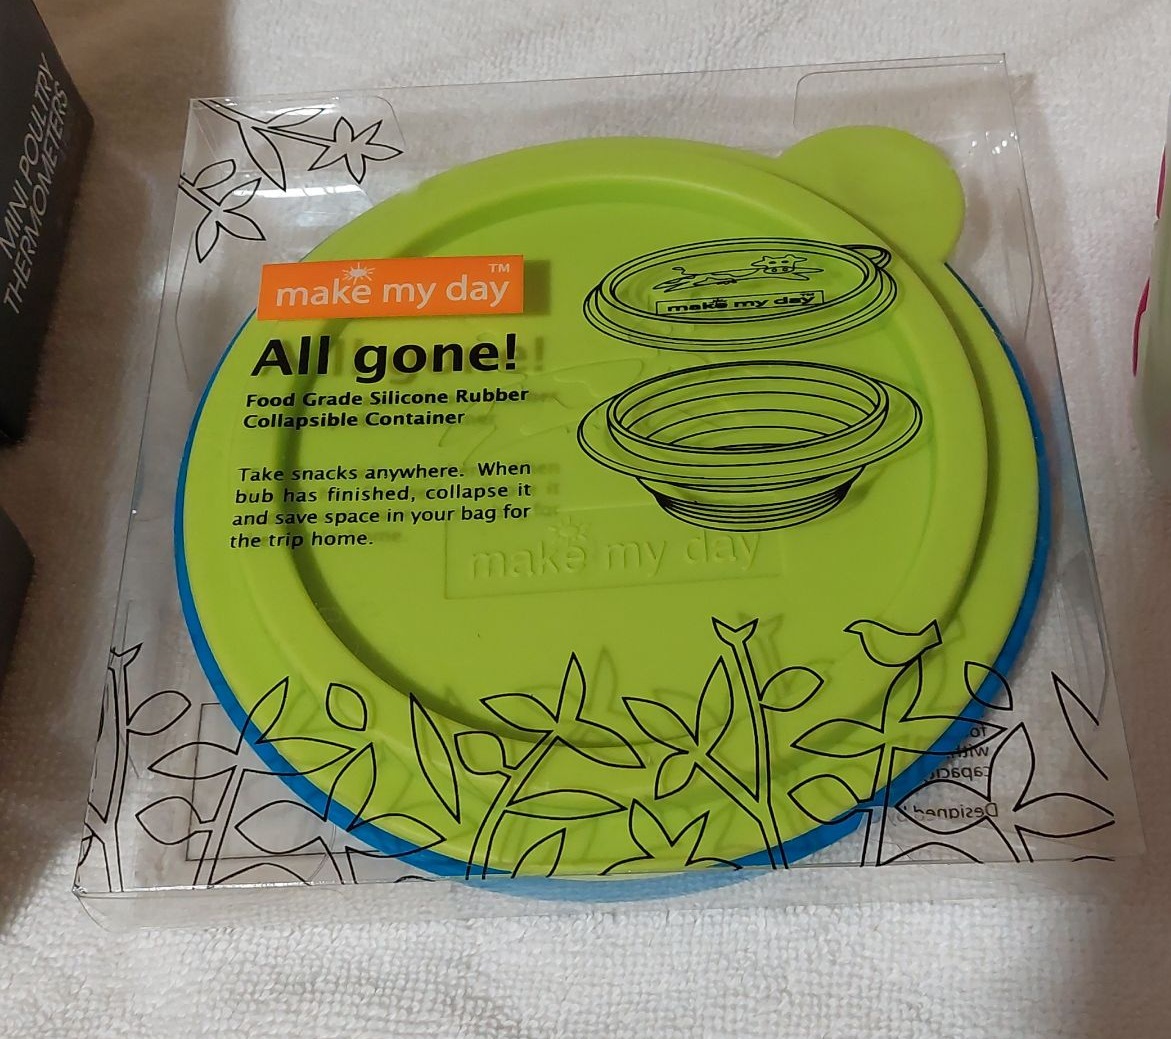 MINI POULTRY
THERMOMETERS
make my day™
All gone!
Food Grade Silicone Rubber
Collapsible Container
Take snacks anywhere. When
bub has finished, collapse it
and save space in your bag for
the trip home.
make my day
make my day
Designed